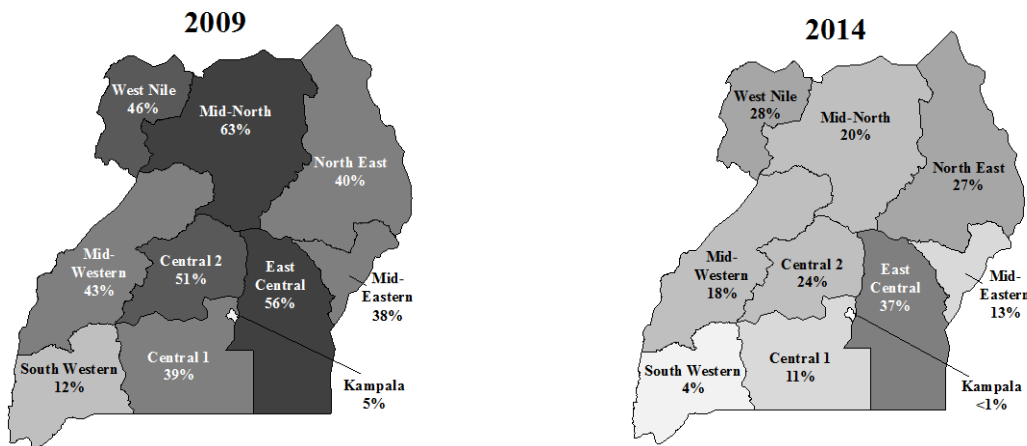 2009
West Nile
46%
Mid-North
63%
North East
40%
Mid-
Western
43%
Central 2
51%
East
Central
56%
Mid-
Eastern
38%
South Western
12%
Central 1
39%
Kampala
5%
2014
West Nile
28%
Mid-North
20%
North East
27%
Mid-
Western
18%
Central 2
24%
East
Central
37%
Mid-
Eastern
13%
South Western
4%
Central 1
11%
Kampala
<1%